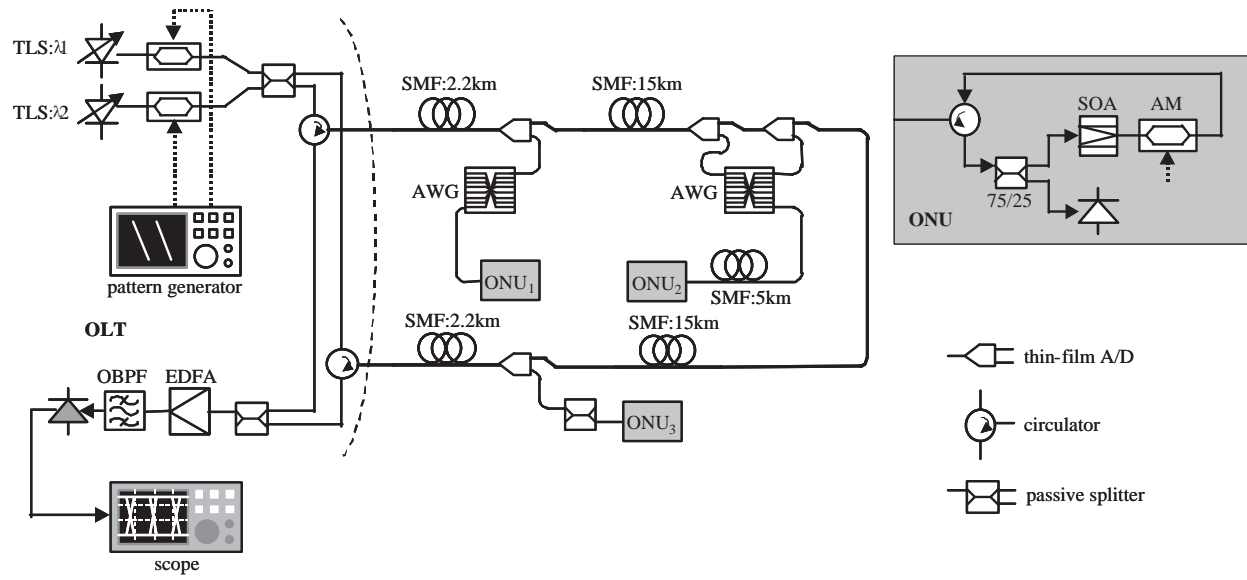 TLS:λ1
TLS:λ2
pattern generator
OLT
OBPF EDFA
scope
SMF:2.2km
SMF:15km
AWG
AWG
ONU1
ONU2
SMF:5km
SMF:2.2km
SMF:15km
ONU3
SOA AM
75/25
ONU
thin-film A/D
circulator
passive splitter